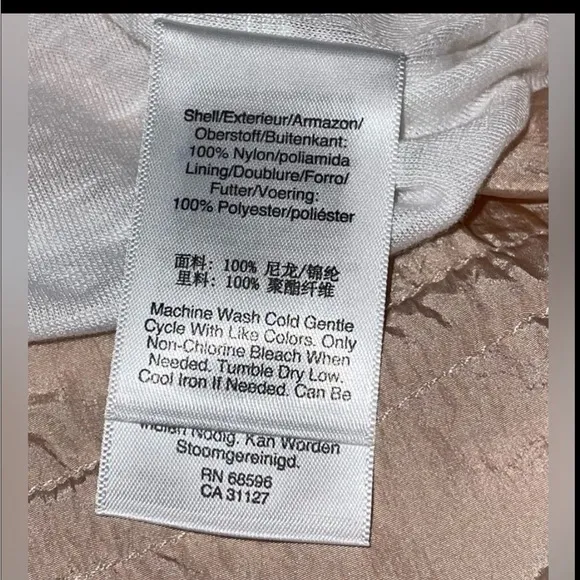 Shell/Exterieur/Armazon/
Oberstoff/Buitenkant:
100% Nylon/poliamida
Lining/Doublure/Forro/
Futter/Voering:
100% Polyester/poliéster
面料: 100% 尼龙/锦纶
里料: 100% 聚酯纤维
Machine Wash Cold Gentle
Cycle With Like Colors. Only
Non-Chlorine Bleach When
Needed. Tumble Dry Low.
Cool Iron If Needed. Can Be
Nodig. Kan Worden
Stoomgereinigd.
RN 68596
CA 31127